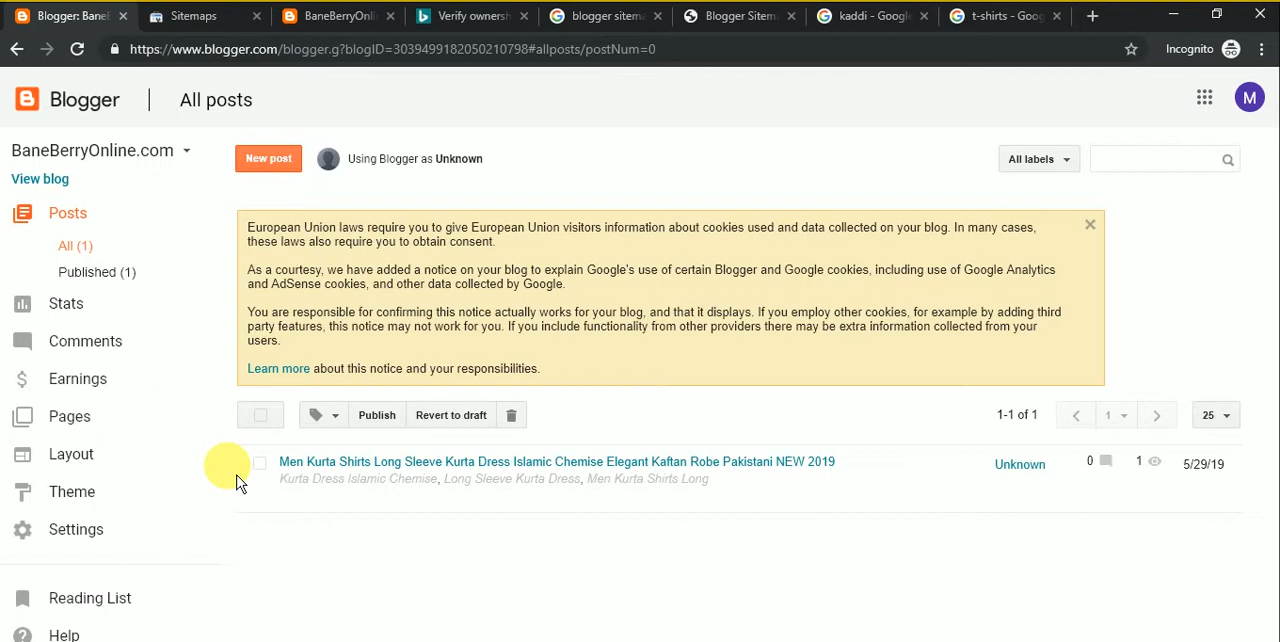 Blogger: BaneB
Sitemaps
BaneBerryOnli
Verify ownersh
blogger sitema
Blogger Sitem
kaddi - Google
t-shirts - Goog
https://www.blogger.com/blogger.g?blogID=3039499182050210798#allposts/postNum=0
Incognito
Blogger
All posts
M
BaneBerryOnline.com
View blog
New post
Using Blogger as Unknown
All labels
Posts
All (1)
Published (1)
Stats
Comments
Earnings
Pages
Layout
Theme
Settings
Reading List
Help
European Union laws require you to give European Union visitors information about cookies used and data collected on your blog. In many cases,
these laws also require you to obtain consent.
As a courtesy, we have added a notice on your blog to explain Google's use of certain Blogger and Google cookies, including use of Google Analytics
and AdSense cookies, and other data collected by Google.
You are responsible for confirming this notice actually works for your blog, and that it displays. If you employ other cookies, for example by adding third
party features, this notice may not work for you. If you include functionality from other providers there may be extra information collected from your
users.
Learn more about this notice and your responsibilities.
Publish
Revert to draft
1-1 of 1
1
25
Men Kurta Shirts Long Sleeve Kurta Dress Islamic Chemise Elegant Kaftan Robe Pakistani NEW 2019
Kurta Dress Islamic Chemise, Long Sleeve Kurta Dress, Men Kurta Shirts Long
Unknown
0
1
5/29/19